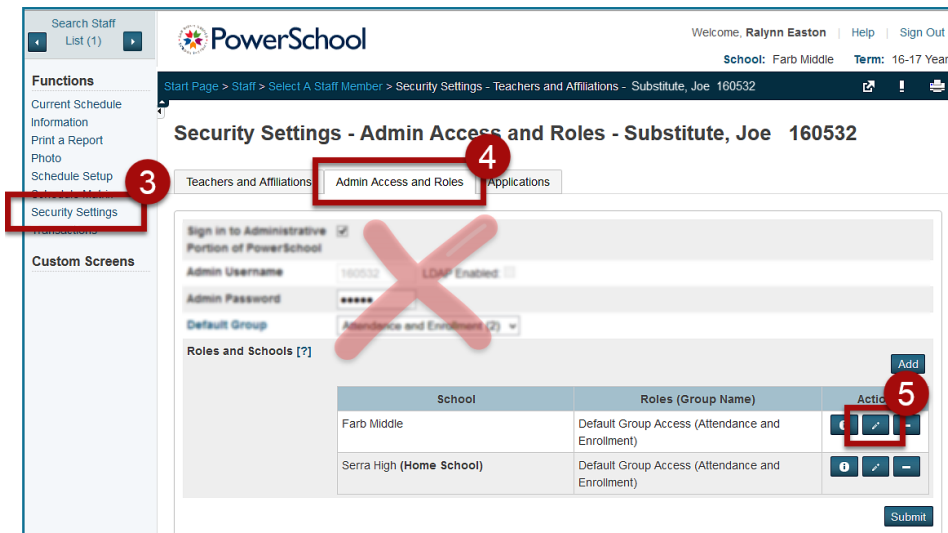 Search Staff
List (1)
PowerSchool
Welcome, Ralynn Easton | Help | Sign Out
School: Farb Middle Term: 16-17 Year
Functions
Current Schedule
Information
Print a Report
Photo
Schedule Setup
Schedule Matrix
Security Settings
Transactions
Custom Screens
3
Start Page > Staff > Select A Staff Member > Security Settings - Teachers and Affiliations - Substitute, Joe 160532
Security Settings - Admin Access and Roles - Substitute, Joe 160532
4
Teachers and Affiliations
Admin Access and Roles
Applications
Sign in to Administrative
Portion of PowerSchool
Admin Username 160532 LDAP Enabled
Admin Password
Default Group Attendance and Enrollment (2)
Roles and Schools [?]
Add
5
School Roles (Group Name)
Farb Middle Default Group Access (Attendance and
Enrollment)
Serra High (Home School) Default Group Access (Attendance and
Enrollment)
Submit